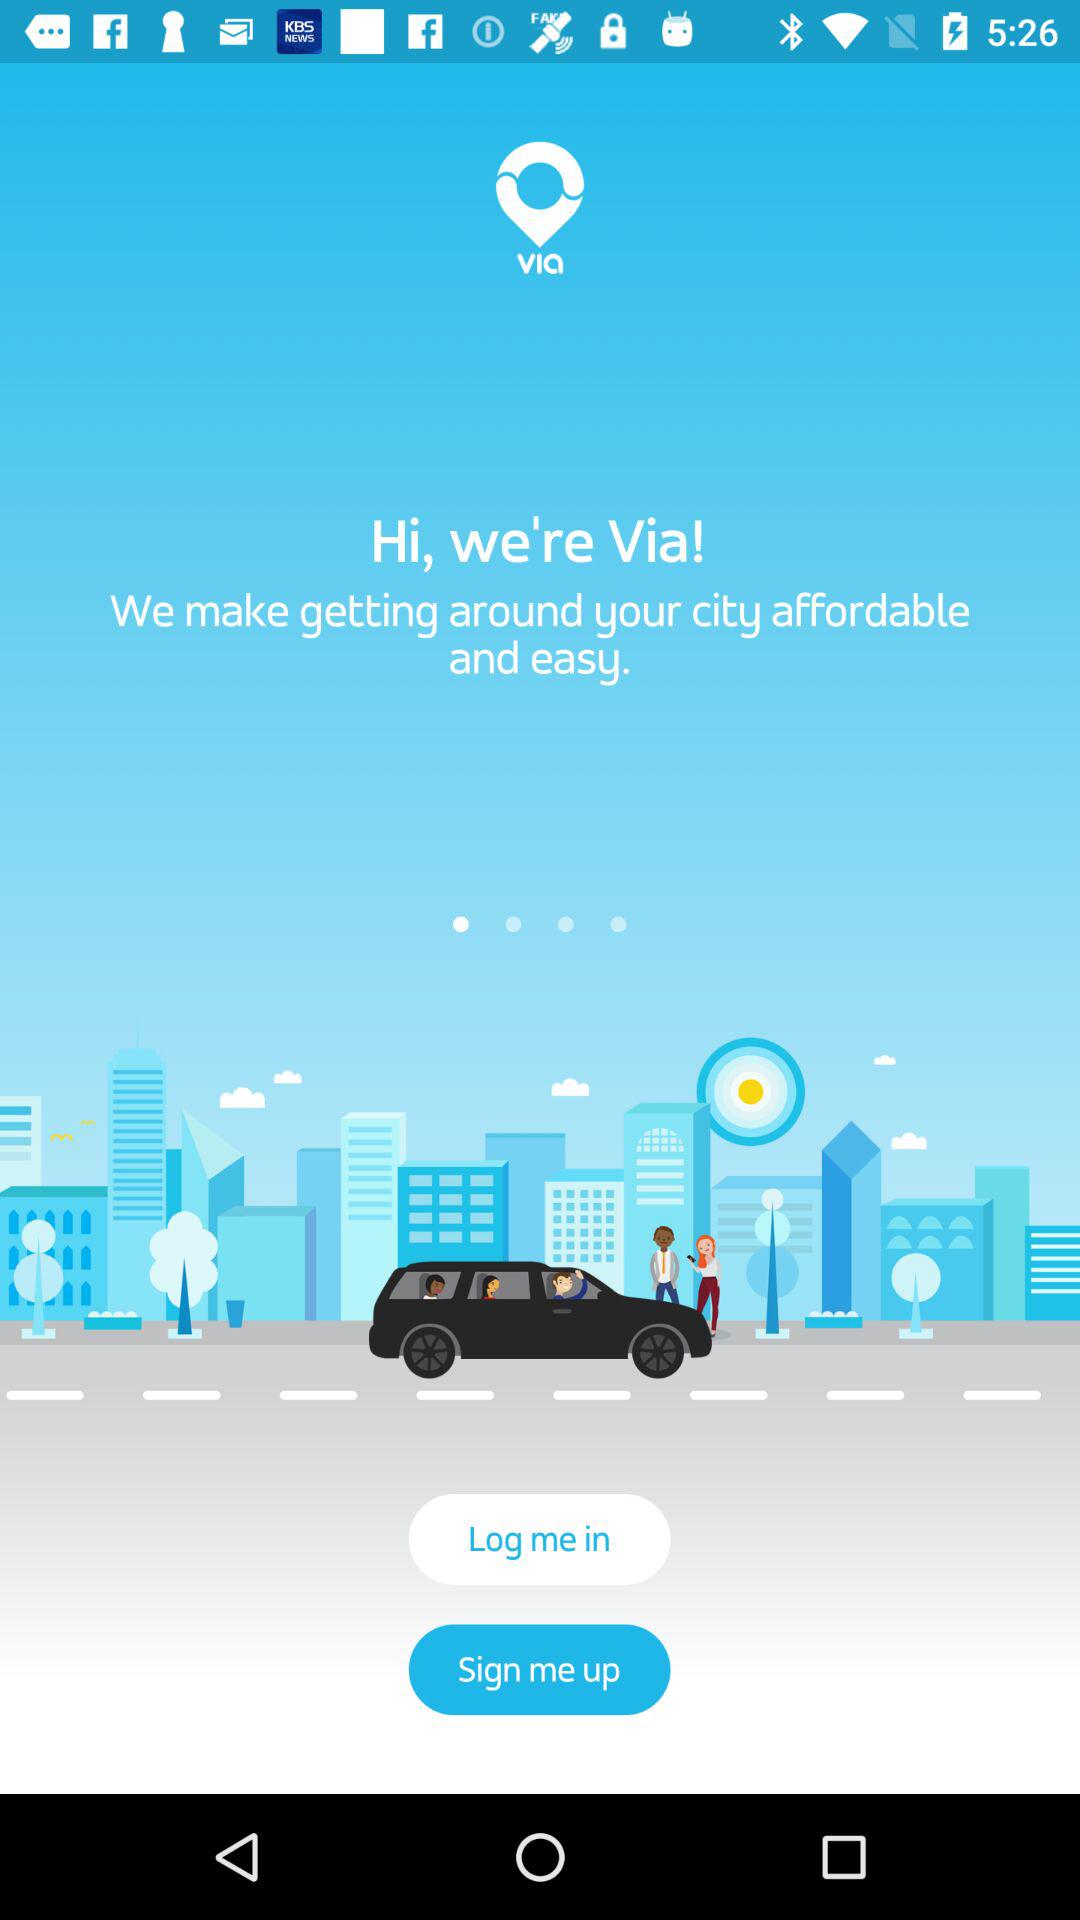 KBS
NEWS
FAKE
5:26
via
Hi, we're Via!
We make getting around your city affordable
and easy.
Log me in
Sign me up